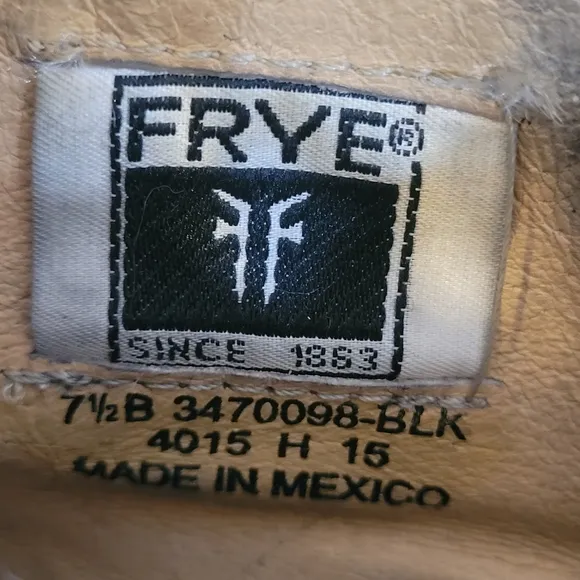 FRYE®
SINCE 1863
7½B 3470098-BLK
4015 H 15
MADE IN MEXICO